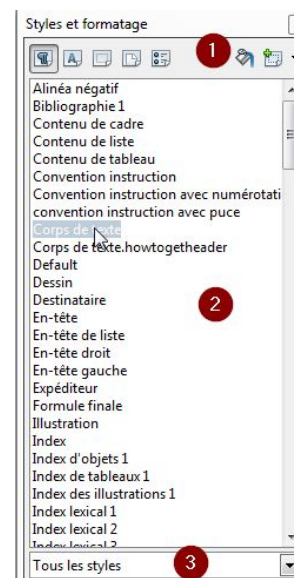 Styles et formatage
1
Alinéa négatif
Bibliographie 1
Contenu de cadre
Contenu de liste
Contenu de tableau
Convention instruction
Convention instruction avec numérotati
convention instruction avec puce
Corps de texte
Corps de texte.howtogetheader
Default
Dessin
Destinataire
En-tête
2
En-tête de liste
En-tête droit
En-tête gauche
Expéditeur
Formule finale
Illustration
Index
Index d'objets 1
Index de tableaux 1
Index des illustrations 1
Index lexical 1
Index lexical 2
Index lexical 3
Tous les styles
3